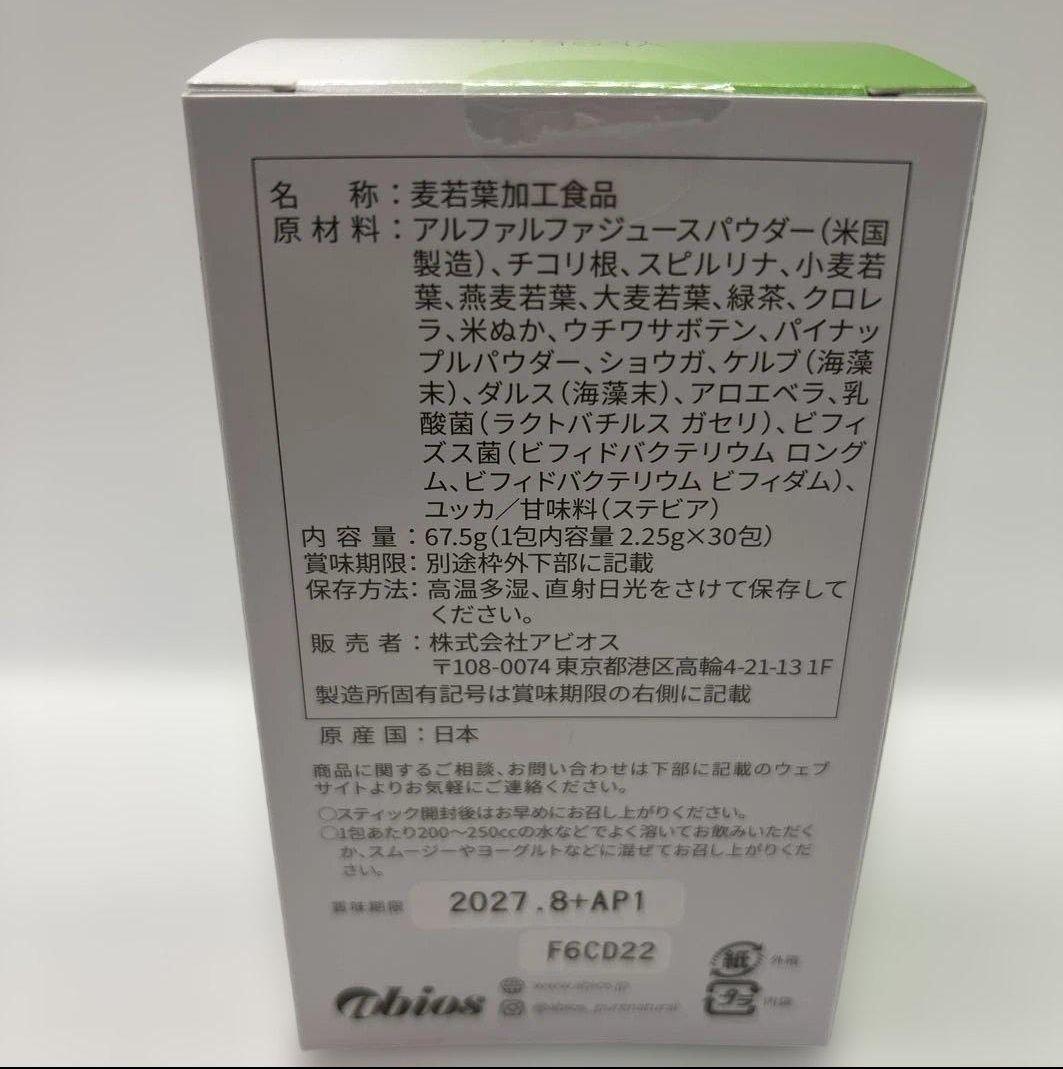 名 称：麦若葉加工食品
原材料：アルファルファジュースパウダー（米国
製造）、チコリ根、スピルリナ、小麦若
葉、燕麦若葉、大麦若葉、緑茶、クロレ
ラ、米ぬか、ウチワサボテン、パイナッ
プルパウダー、ショウガ、ケルプ（海藻
末）、ダルス（海藻末）、アロエベラ、乳
酸菌（ラクトバチルス ガセリ）、ビフィ
ズス菌（ビフィドバクテリウム ロング
ム、ビフィドバクテリウム ビフィダム）、
ユッカ／甘味料（ステビア）
内容量：67.5g（1包内容量 2.25g×30包）
賞味期限：別途枠外下部に記載
保存方法：高温多湿、直射日光をさけて保存して
ください。
販売者：株式会社アビオス
〒108-0074 東京都港区高輪4-21-13 1F
製造所固有記号は賞味期限の右側に記載
原産国：日本
商品に関するご相談、お問い合わせは下部に記載のウェブ
サイトよりお気軽にご連絡ください。
○スティック開封後はお早めにお召し上がりください。
○1包あたり200～250ccの水などでよく溶いてお飲みいただく
か、スムージーやヨーグルトなどに混ぜてお召し上がりくだ
さい。
賞味期限 2027.8+AP1
F6CD22
紙 外箱
プラ 内袋
abios